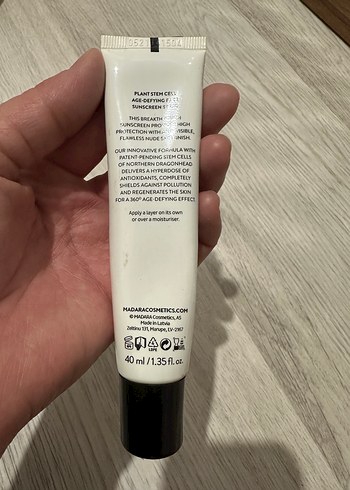 PLANT STEM CELL
AGE-DEFYING
SUNSCREEN
THIS
SUNSCREEN HIGH
PROTECTION WITH
FLAWLESS NUDE
OUR INNOVATIVE FORMULA WITH
PATENT-PENDING STEM CELLS
OF NORTHERN DRAGONHEAD
DELIVERS A HYPERDOSE OF
ANTIOXIDANTS, COMPLETELY
SHIELDS AGAINST POLLUTION
AND REGENERATES THE SKIN
FOR A 360° AGE-DEFYING EFFECT.
Apply a layer on its own
or over a moisturiser.
MADARACOSMETICS.COM
© MADARA Cosmetics, AS
Made in Latvia
Zeltiņu 131, Marupe, LV-2167
40 ml / 1.35 fl. oz.